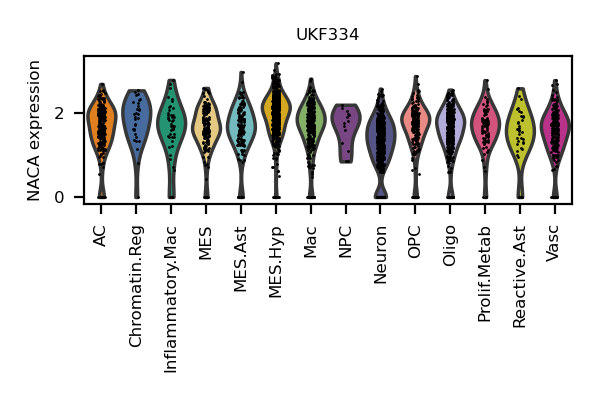 UKF334
NACA expression
2
0
AC
Chromatin.Reg
Inflammatory.Mac
MES
MES.Ast
MES.Hyp
Mac
NPC
Neuron
OPC
Oligo
Prolif.Metab
Reactive.Ast
Vasc